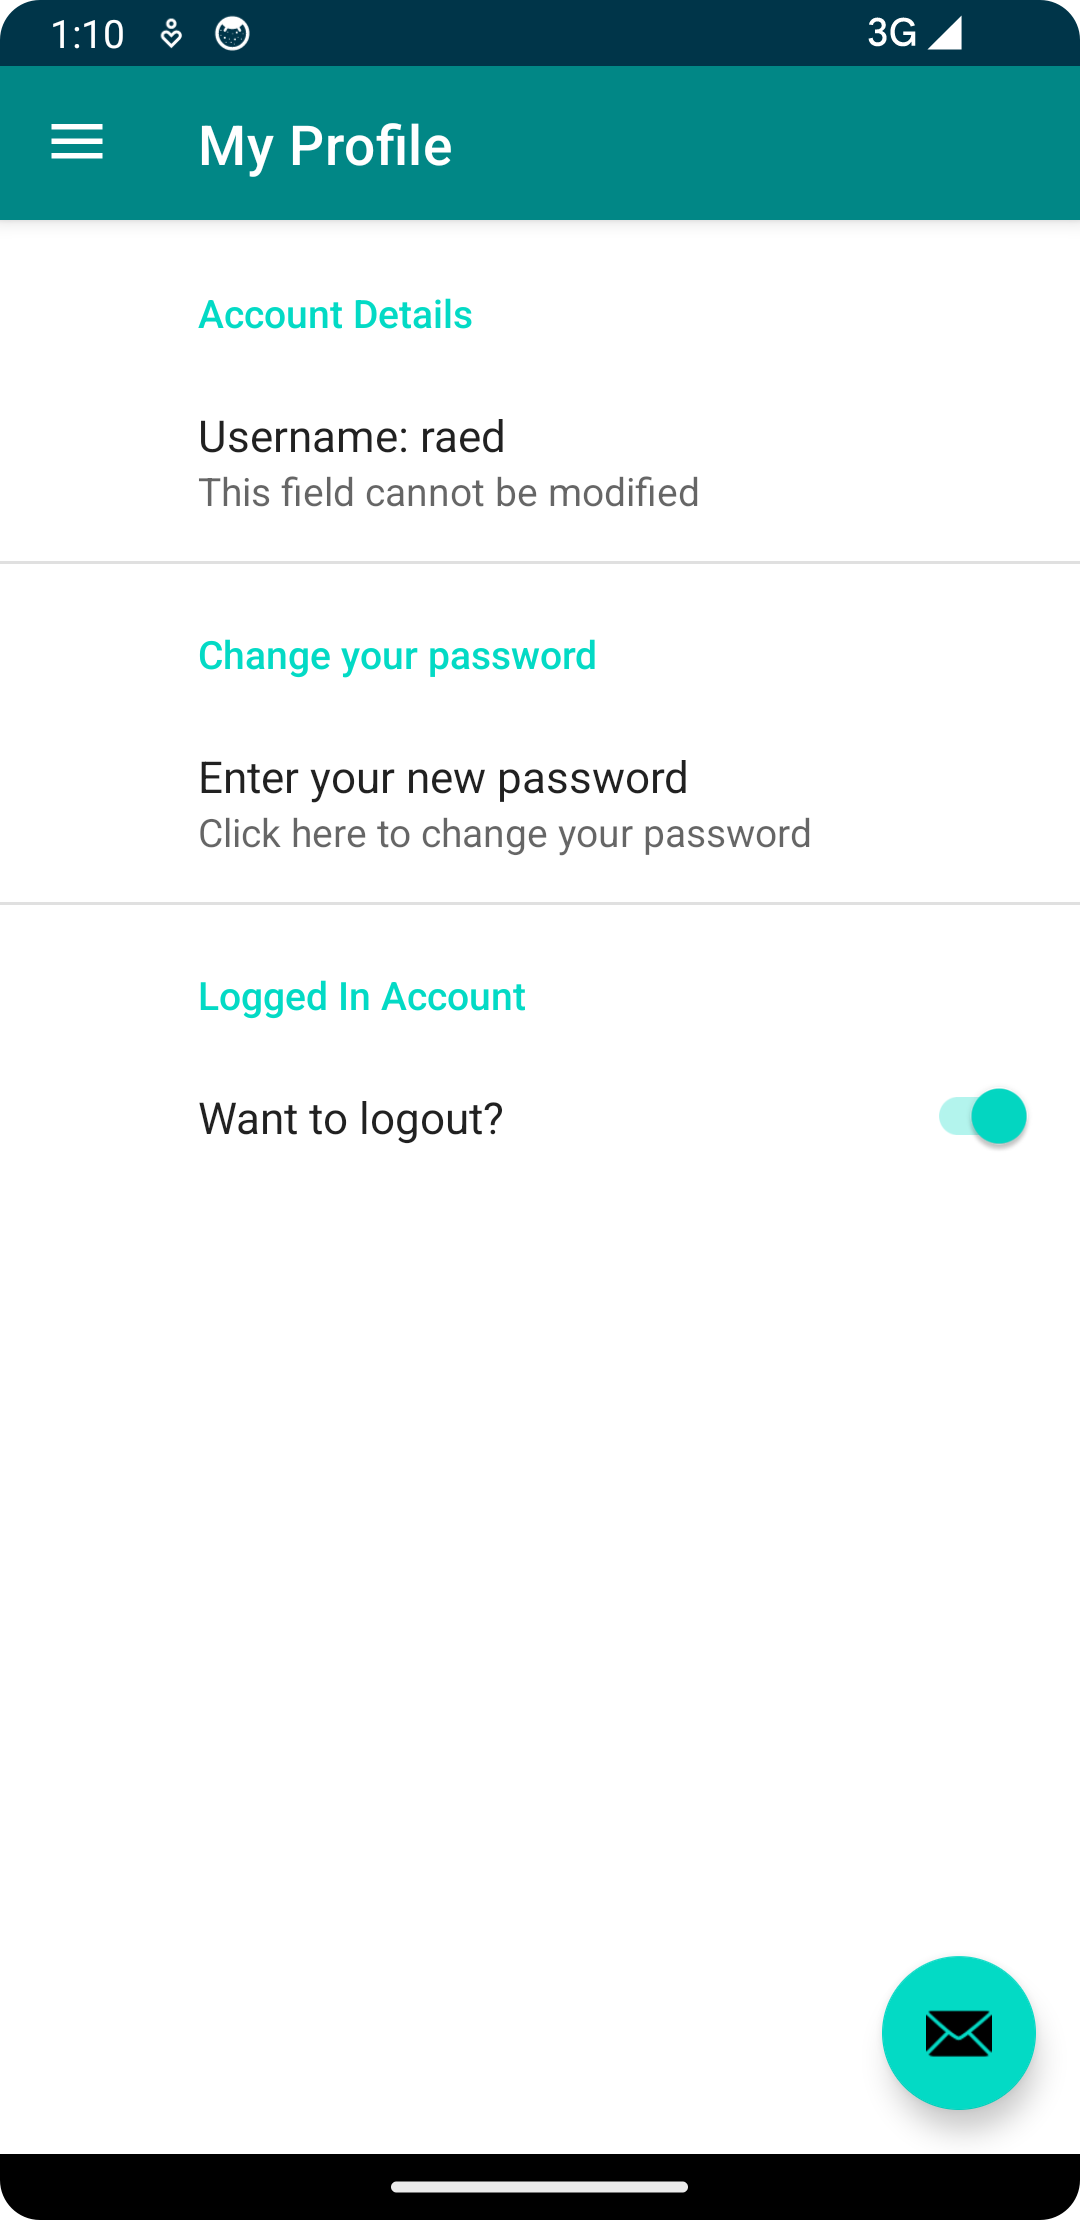 1:10
3G
My Profile
Account Details
Username: raed
This field cannot be modified
Change your password
Enter your new password
Click here to change your password
Logged In Account
Want to logout?